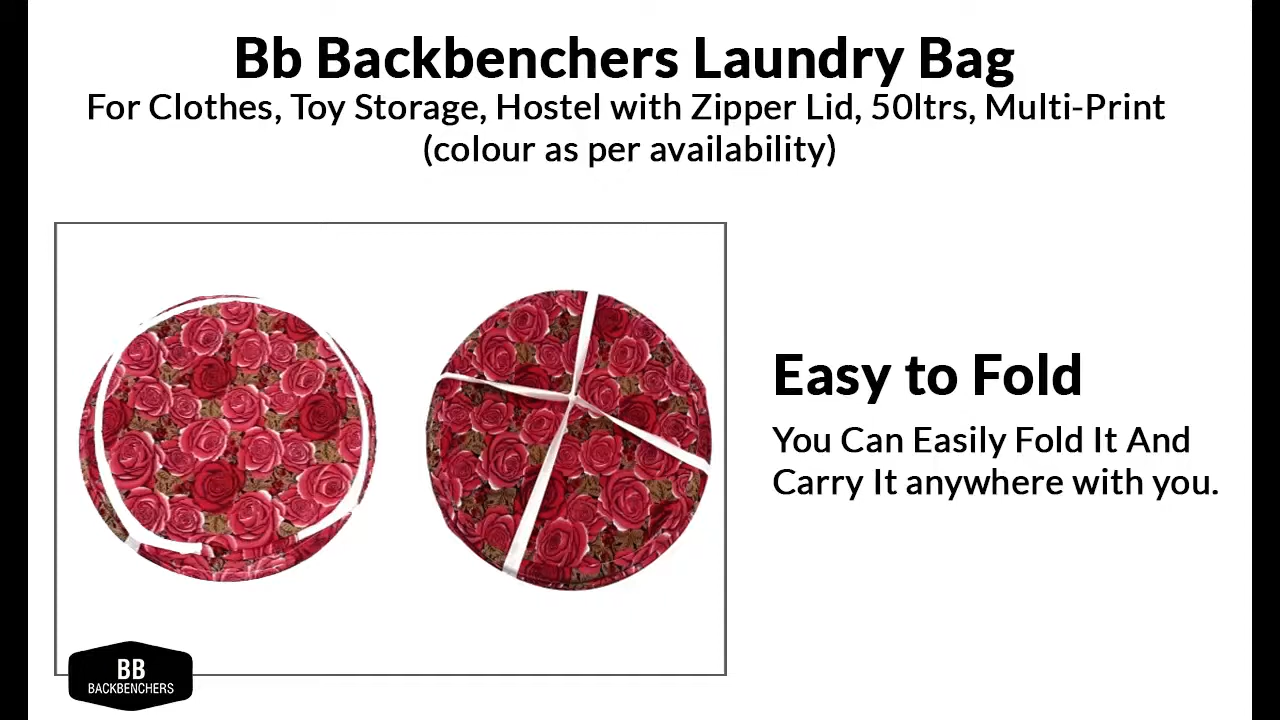 Bb Backbenchers Laundry Bag
For Clothes, Toy Storage, Hostel with Zipper Lid, 50ltrs, Multi-Print
(colour as per availability)
Easy to Fold
You Can Easily Fold It And
Carry It anywhere with you.
BB
BACKBENCHERS